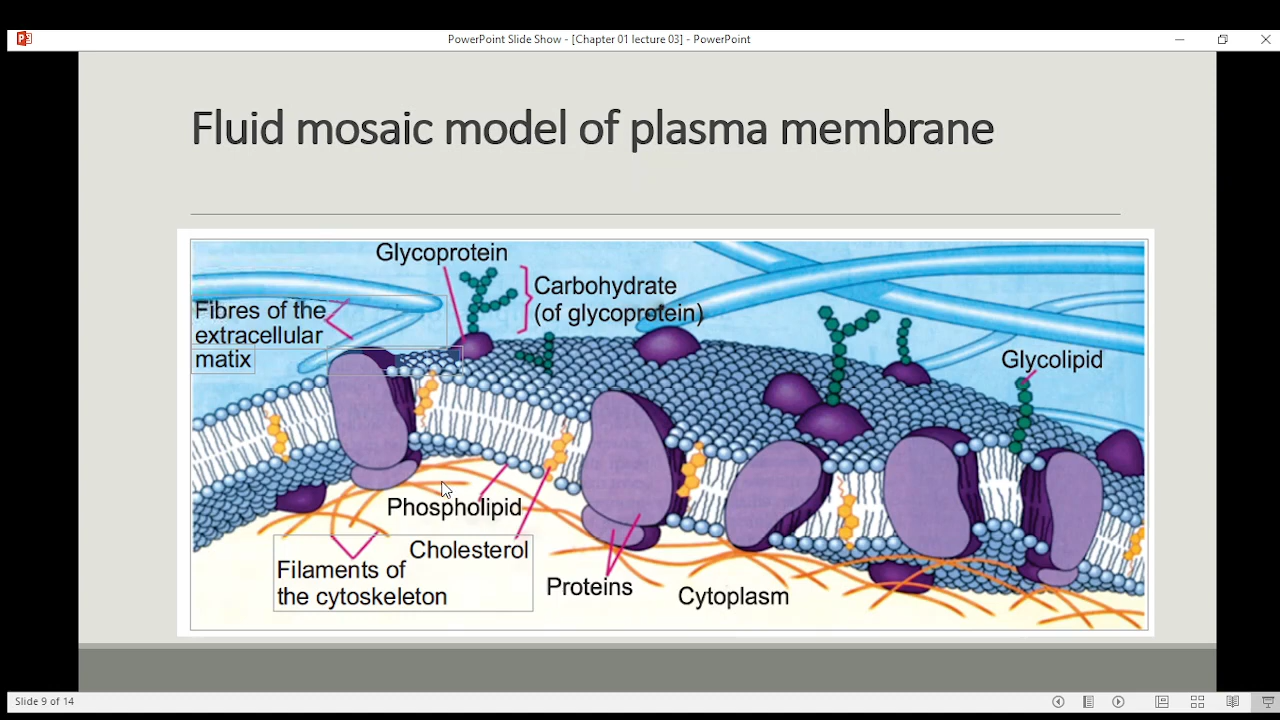 PowerPoint Slide Show - [Chapter 01 lecture 03] - PowerPoint
Fluid mosaic model of plasma membrane
Glycoprotein
Carbohydrate
(of glycoprotein)
Fibres of the
extracellular
matix
Glycolipid
Phospholipid
Cholesterol
Filaments of
the cytoskeleton
Proteins
Cytoplasm
Slide 9 of 14